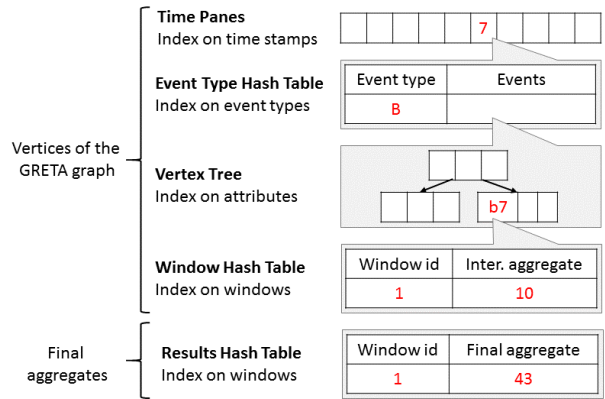 Time Panes
Index on time stamps
7
Event Type Hash Table
Index on event types
Event type Events
B
Vertices of the
GRETA graph
Vertex Tree
Index on attributes
b7
Window Hash Table
Index on windows
Window id Inter. aggregate
1 10
Final
aggregates
Results Hash Table
Index on windows
Window id Final aggregate
1 43